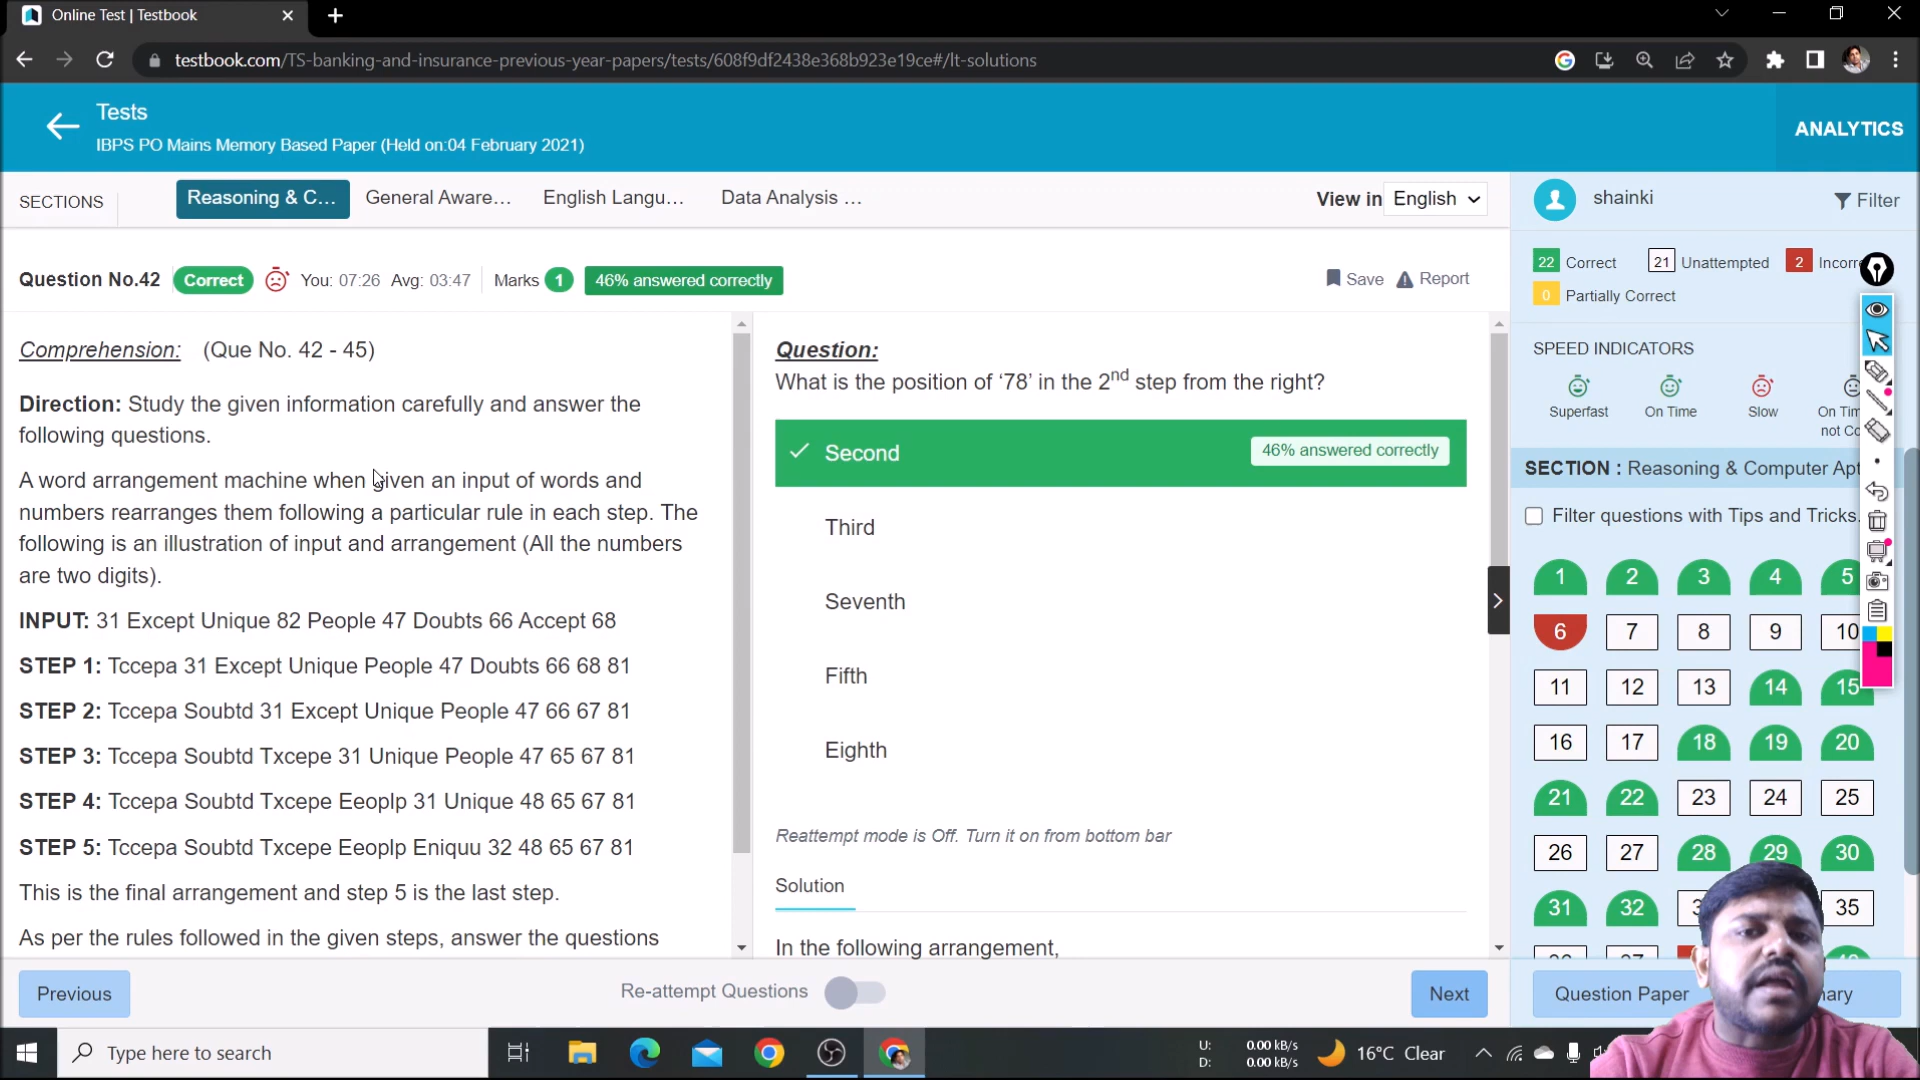 Online Test | Testbook
testbook.com/TS-banking-and-insurance-previous-year-papers/tests/608f9df2438e368b923e19ce#/lt-solutions
Tests
IBPS PO Mains Memory Based Paper (Held on:04 February 2021)
ANALYTICS
SECTIONS
Reasoning & C...
General Aware...
English Langu...
Data Analysis ...
View in
English
shainki
Filter
Question No.42
Correct
You: 07:26 Avg: 03:47
Marks 1
46% answered correctly
Save
Report
22 Correct
21 Unattempted
2
0 Partially Correct
SPEED INDICATORS
Superfast
On Time
Slow
Comprehension: (Que No. 42 - 45)
Direction: Study the given information carefully and answer the
following questions.
A word arrangement machine when given an input of words and
numbers rearranges them following a particular rule in each step. The
following is an illustration of input and arrangement (All the numbers
are two digits).
INPUT: 31 Except Unique 82 People 47 Doubts 66 Accept 68
STEP 1: Tccepa 31 Except Unique People 47 Doubts 66 68 81
STEP 2: Tccepa Soubtd 31 Except Unique People 47 66 67 81
STEP 3: Tccepa Soubtd Txcepe 31 Unique People 47 65 67 81
STEP 4: Tccepa Soubtd Txcepe Eeoplp 31 Unique 48 65 67 81
STEP 5: Tccepa Soubtd Txcepe Eeoplp Eniquu 32 48 65 67 81
This is the final arrangement and step 5 is the last step.
As per the rules followed in the given steps, answer the questions
Question:
What is the position of ‘78’ in the 2nd step from the right?
Second
46% answered correctly
Third
Seventh
Fifth
Eighth
Reattempt mode is Off. Turn it on from bottom bar
Solution
In the following arrangement,
SECTION : Reasoning & Computer
Filter questions with Tips and Tricks.
1 2 3 4 5
6 7 8 9 10
11 12 13 14 15
16 17 18 19 20
21 22 23 24 25
26 27 28 29 30
31 32 35
Previous
Re-attempt Questions
Next
Question Paper
Type here to search
U: 0.00 kB/s
D: 0.00 kB/s
16°C Clear